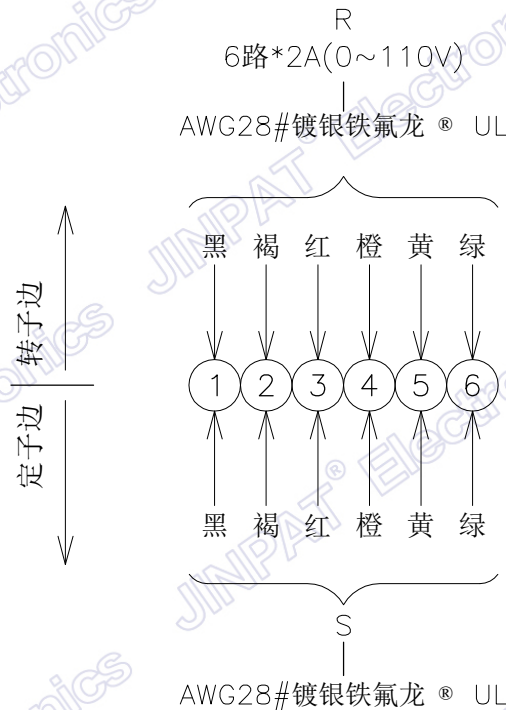 R
6路*2A(0~110V)
AWG28#镀银铁氟龙 ® UL
黑 褐 红 橙 黄 绿
转子边
1 2 3 4 5 6
定子边
黑 褐 红 橙 黄 绿
S
AWG28#镀银铁氟龙 ® UL
JINPAT® Electronics